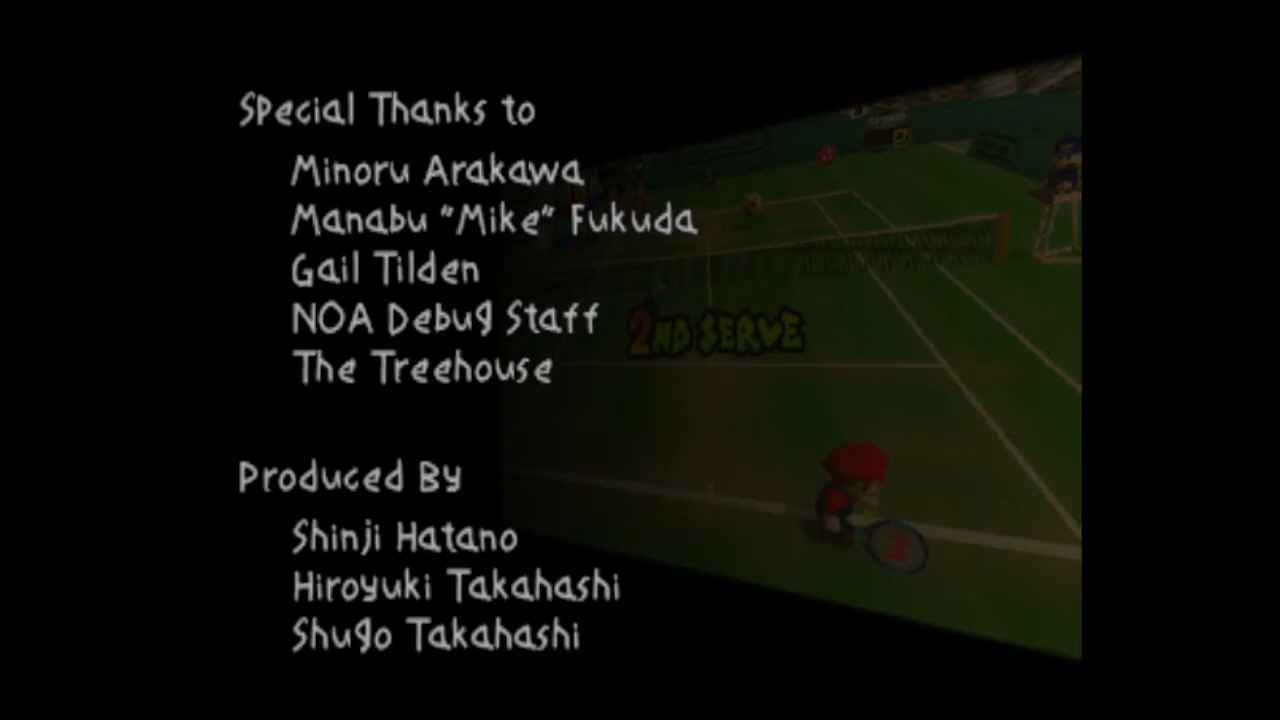 Special Thanks to
Minoru Arakawa
Manabu "Mike" Fukuda
Gail Tilden
NOA Debug Staff
The Treehouse
2ND SERVE
Produced By
Shinji Hatano
Hiroyuki Takahashi
Shugo Takahashi